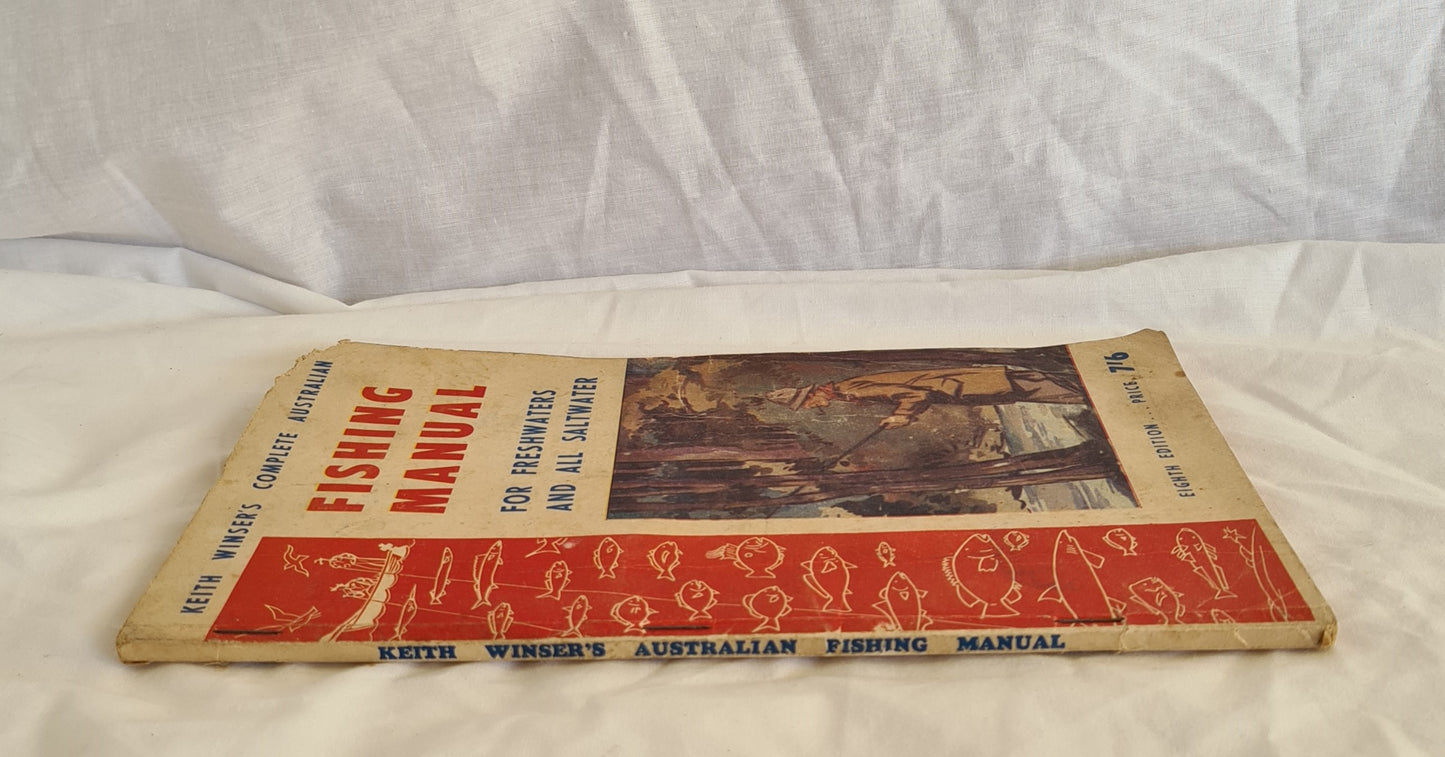 KEITH WINSER'S COMPLETE AUSTRALIAN
FISHING
MANUAL
FOR FRESHWATERS
AND ALL SALTWATER
EIGHTH EDITION . . . PRICE, 7'6
KEITH WINSER'S AUSTRALIAN FISHING MANUAL